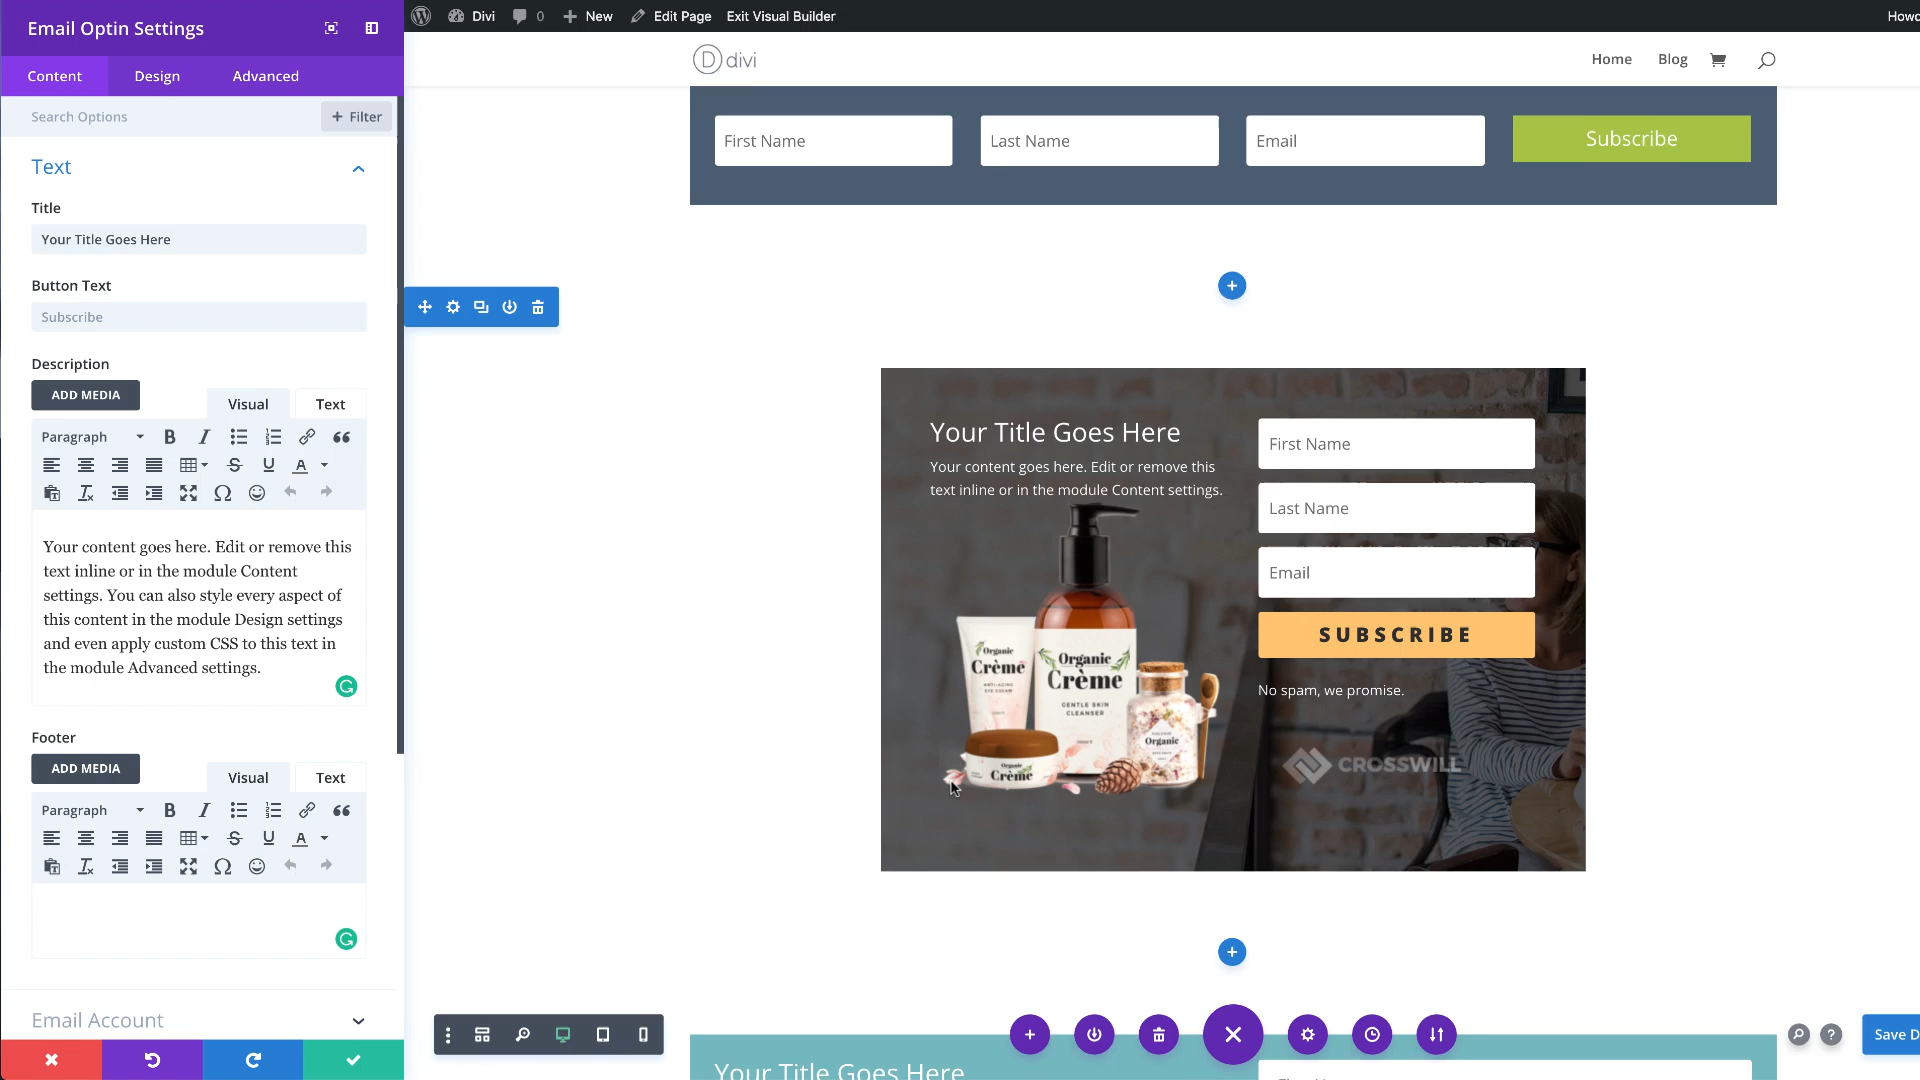 Email Optin Settings
Divi
0
New
Edit Page
Exit Visual Builder
Howd
Content
Design
Advanced
Search Options
+ Filter
Text
Title
Your Title Goes Here
Button Text
Subscribe
Description
ADD MEDIA
Visual
Text
Paragraph
Your content goes here. Edit or remove this
text inline or in the module Content
settings. You can also style every aspect of
this content in the module Design settings
and even apply custom CSS to this text in
the module Advanced settings.
Footer
ADD MEDIA
Visual
Text
Paragraph
Email Account
D divi
Home
Blog
First Name
Last Name
Email
Subscribe
Your Title Goes Here
Your content goes here. Edit or remove this
text inline or in the module Content settings.
Organic
Crème
ANTI-AGING
EYE CREAM
Organic
Crème
GENTLE SKIN
CLEANSER
Organic
Organic
Crème
First Name
Last Name
Email
SUBSCRIBE
No spam, we promise.
CROSSWILL
Your Title Goes Here
?
Save D